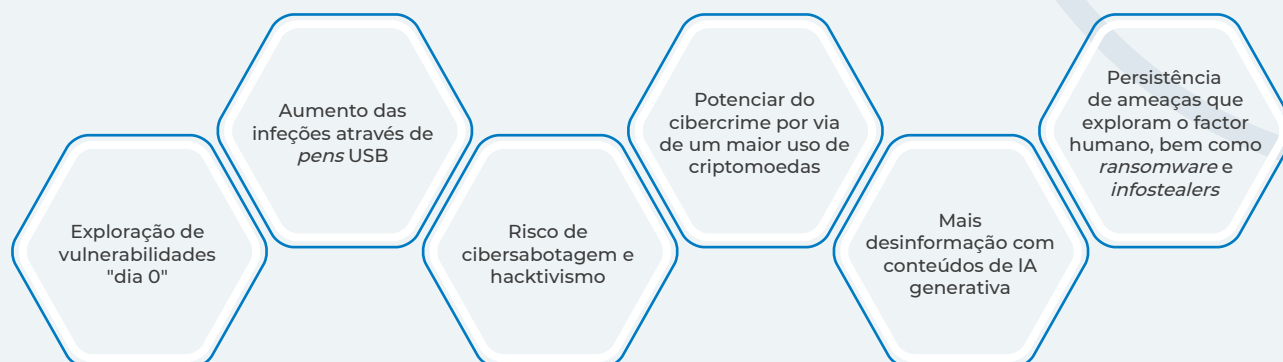 Exploração de
vulnerabilidades
"dia 0"
Aumento das
infeções através de
pens USB
Risco de
cibersabotagem e
hacktivismo
Potenciar do
cibercrime por via
de um maior uso de
criptomoedas
Mais
desinformação com
conteúdos de IA
generativa
Persistência
de ameaças que
exploram o factor
humano, bem como
ransomware e
infostealers